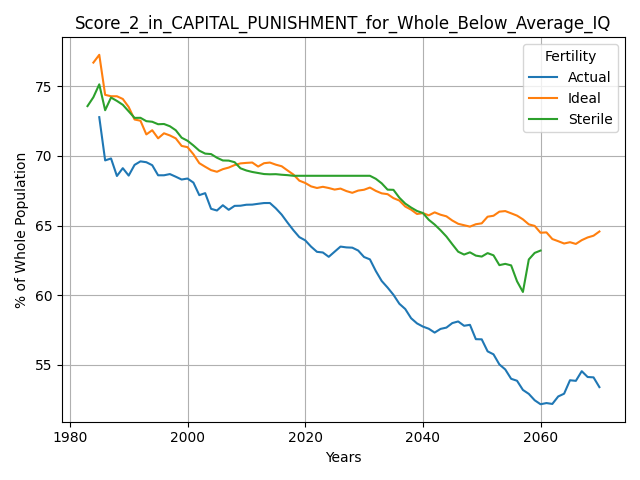 Score_2_in_CAPITAL_PUNISHMENT_for_Whole_Below_Average_IQ
Fertility
Actual
Ideal
Sterile
% of Whole Population
75
70
65
60
55
1980
2000
2020
2040
2060
Years